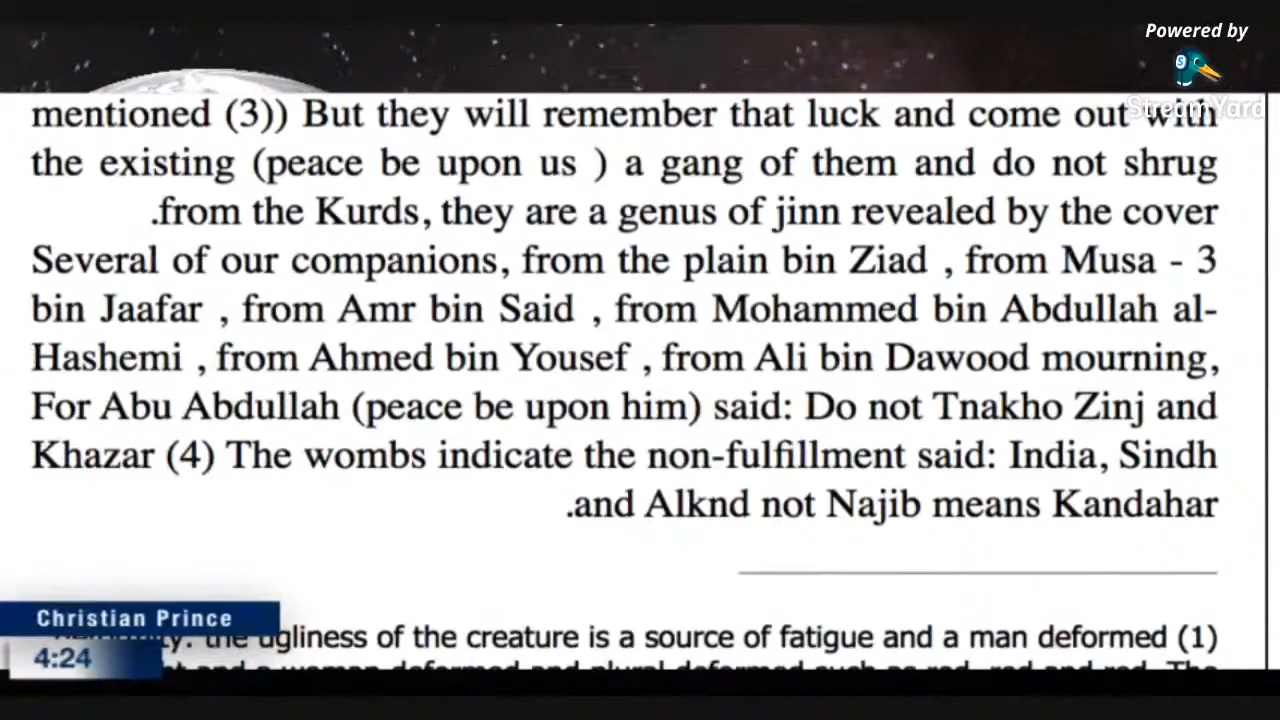 Powered by
StreamYard
mentioned (3)) But they will remember that luck and come out with
the existing (peace be upon us ) a gang of them and do not shrug
.from the Kurds, they are a genus of jinn revealed by the cover
Several of our companions, from the plain bin Ziad , from Musa - 3
bin Jaafar , from Amr bin Said , from Mohammed bin Abdullah al-
Hashemi , from Ahmed bin Yousef , from Ali bin Dawood mourning,
For Abu Abdullah (peace be upon him) said: Do not Tnakho Zinj and
Khazar (4) The wombs indicate the non-fulfillment said: India, Sindh
.and Alknd not Najib means Kandahar
the ugliness of the creature is a source of fatigue and a man deformed (1)
Christian Prince
4:24